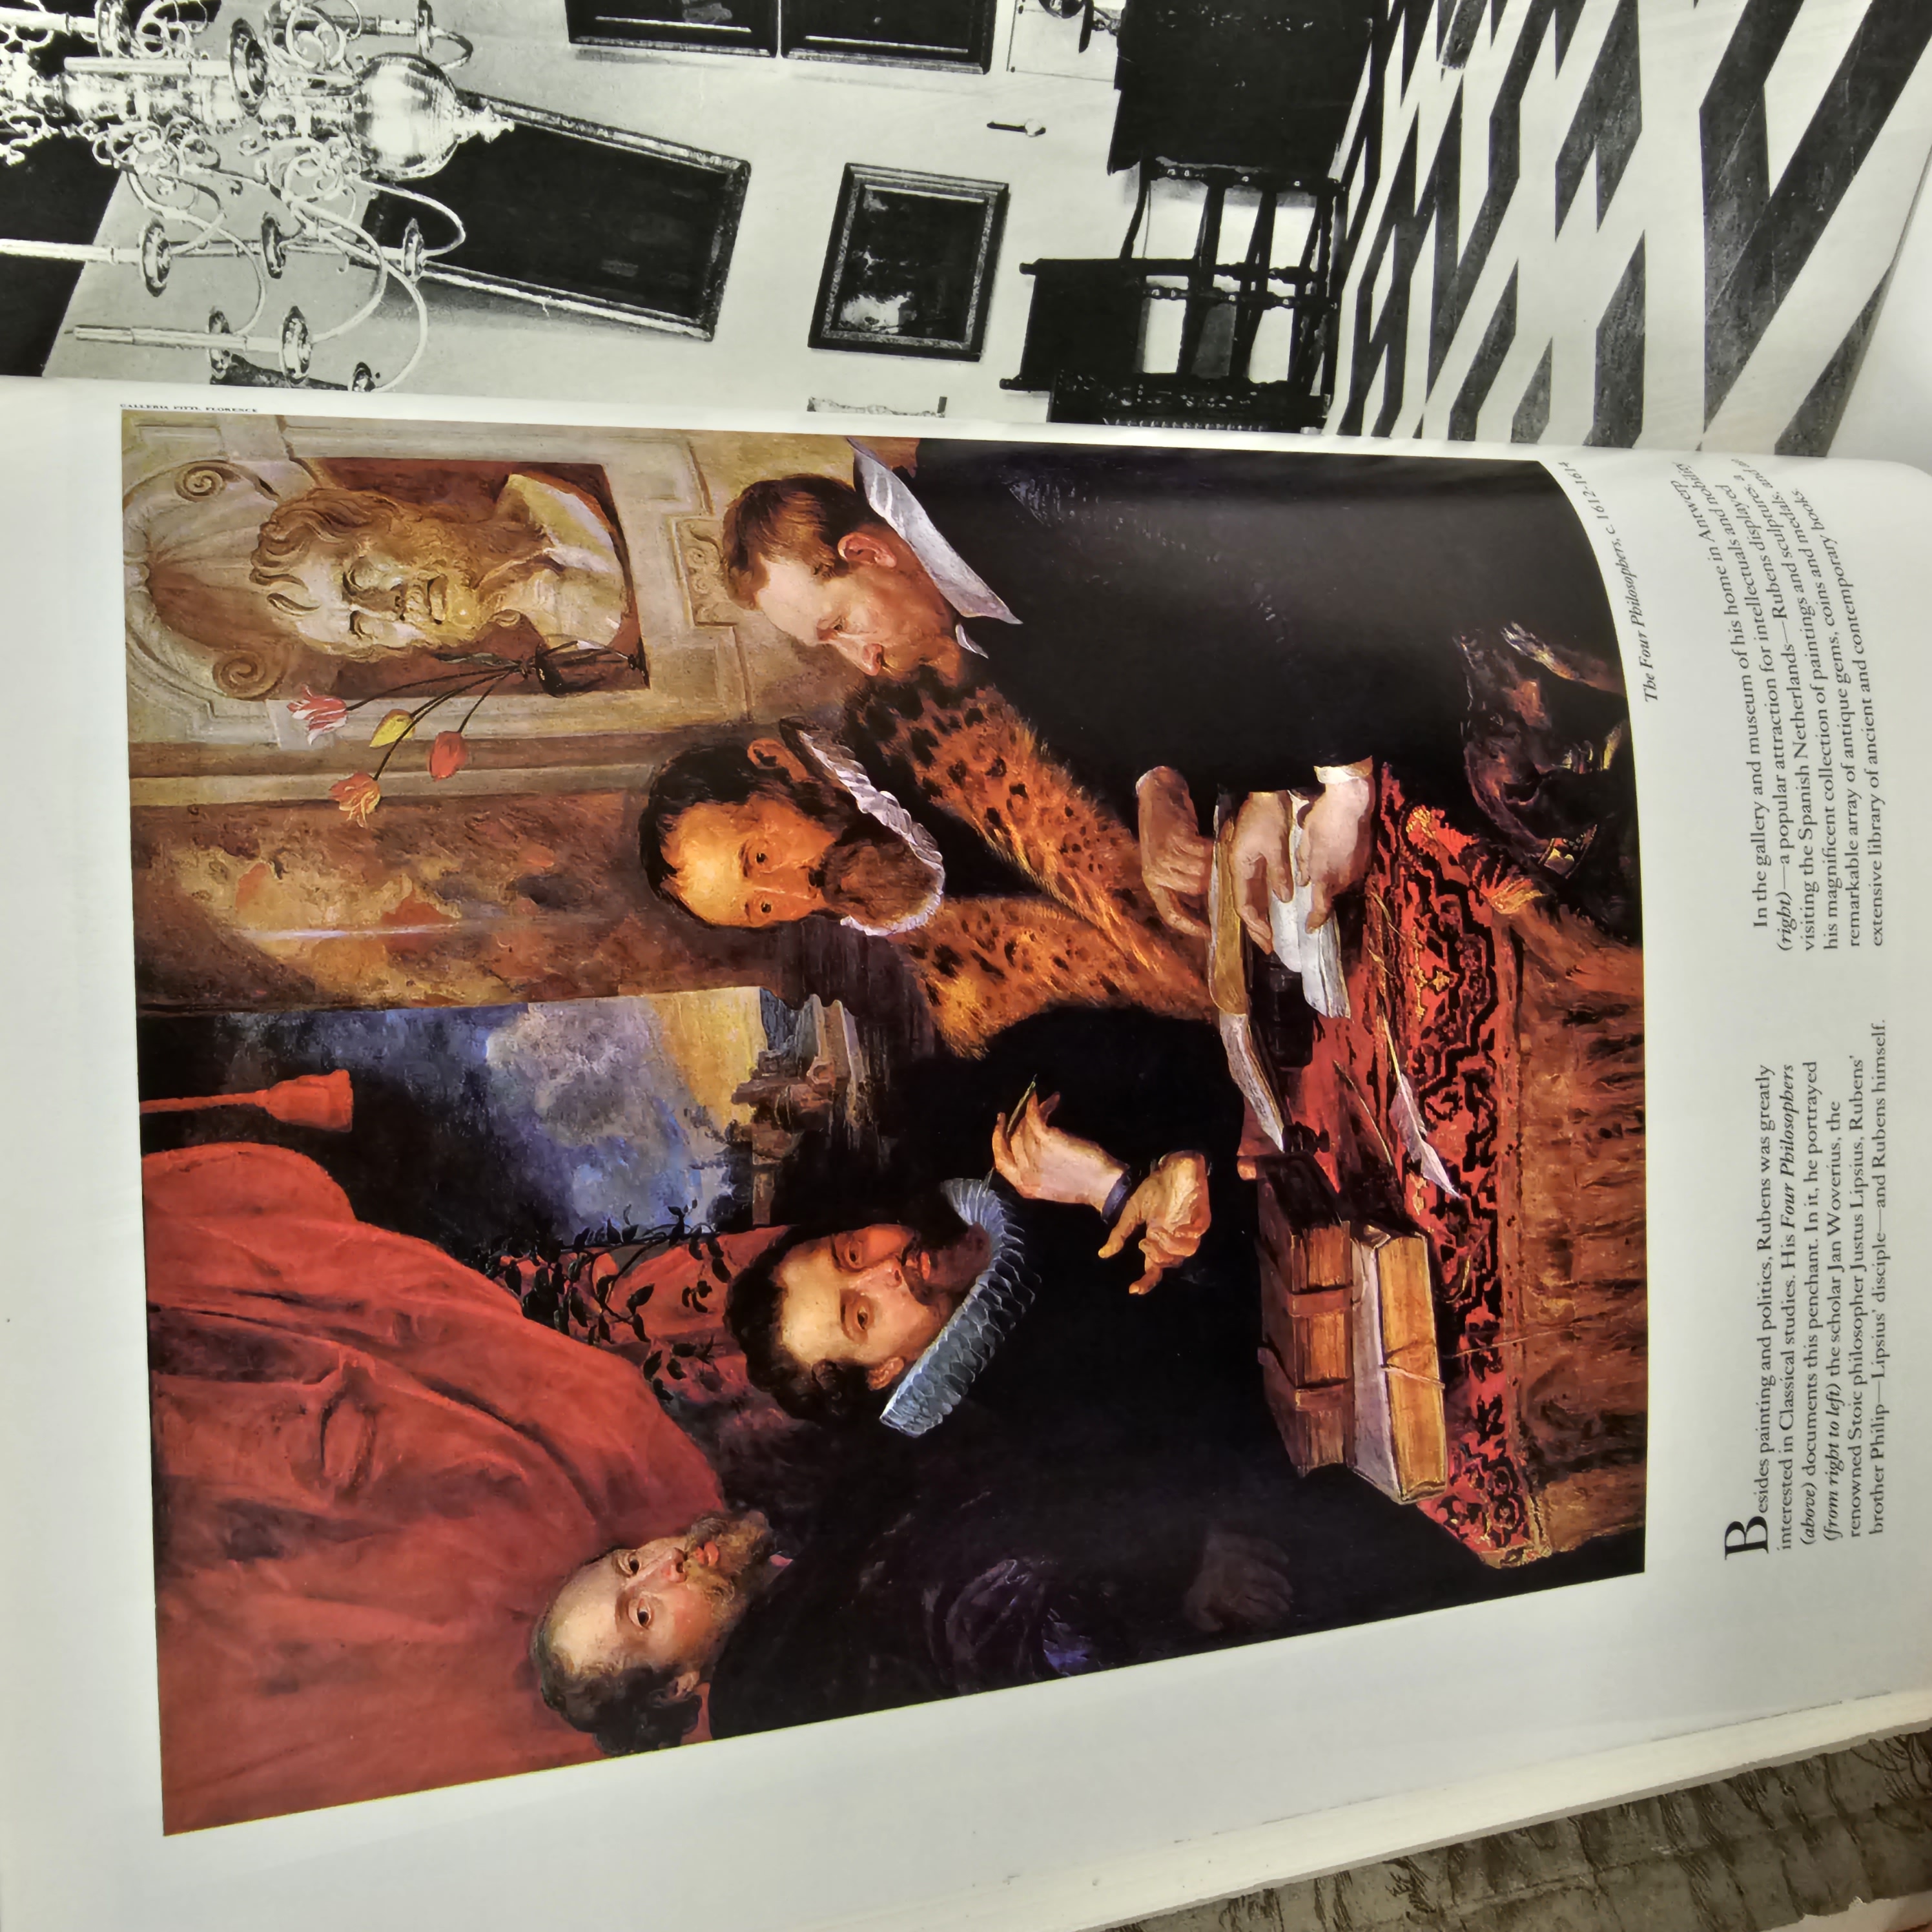 GALLERIA PITTI, FLORENCE
The Four Philosophers, c. 1612-1614
Besides painting and politics, Rubens was greatly
interested in Classical studies. His Four Philosophers
(above) documents this penchant. In it, he portrayed
(from right to left) the scholar Jan Woverius, the
renowned Stoic philosopher Justus Lipsius, Rubens'
brother Philip—Lipsius' disciple—and Rubens himself.
In the gallery and museum of his home in Antwerp
(right)—a popular attraction for intellectuals and nobility
visiting the Spanish Netherlands—Rubens displayed
his magnificent collection of paintings and sculptures, a
remarkable array of antique gems, coins and medals, and an
extensive library of ancient and contemporary books.